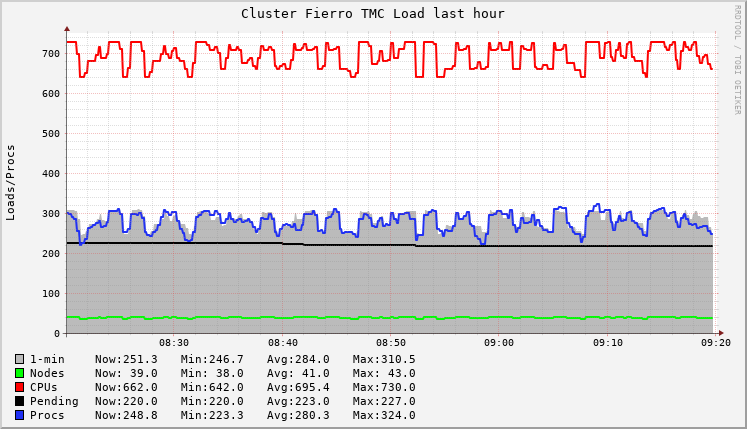 Cluster Fierro TMC Load last hour
RRDTOOL / TOBI OETIKER
Loads/Procs
700
600
500
400
300
200
100
0
08:30 08:40 08:50 09:00 09:10 09:20
1-min Now:251.3 Min:246.7 Avg:284.0 Max:310.5
Nodes Now: 39.0 Min: 38.0 Avg: 41.0 Max: 43.0
CPUs Now:662.0 Min:642.0 Avg:695.4 Max:730.0
Pending Now:220.0 Min:220.0 Avg:223.0 Max:227.0
Procs Now:248.8 Min:223.3 Avg:280.3 Max:324.0